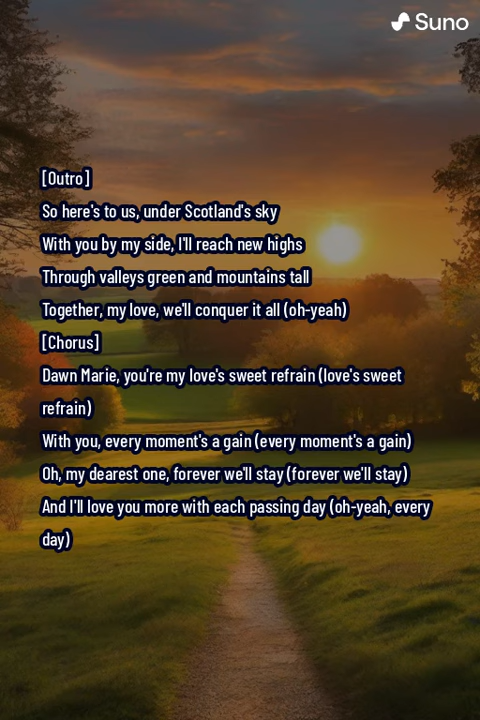 Suno
[Outro]
So here's to us, under Scotland's sky
With you by my side, I'll reach new highs
Through valleys green and mountains tall
Together, my love, we'll conquer it all (oh-yeah)
[Chorus]
Dawn Marie, you're my love's sweet refrain (love's sweet
refrain)
With you, every moment's a gain (every moment's a gain)
Oh, my dearest one, forever we'll stay (forever we'll stay)
And I'll love you more with each passing day (oh-yeah, every
day)